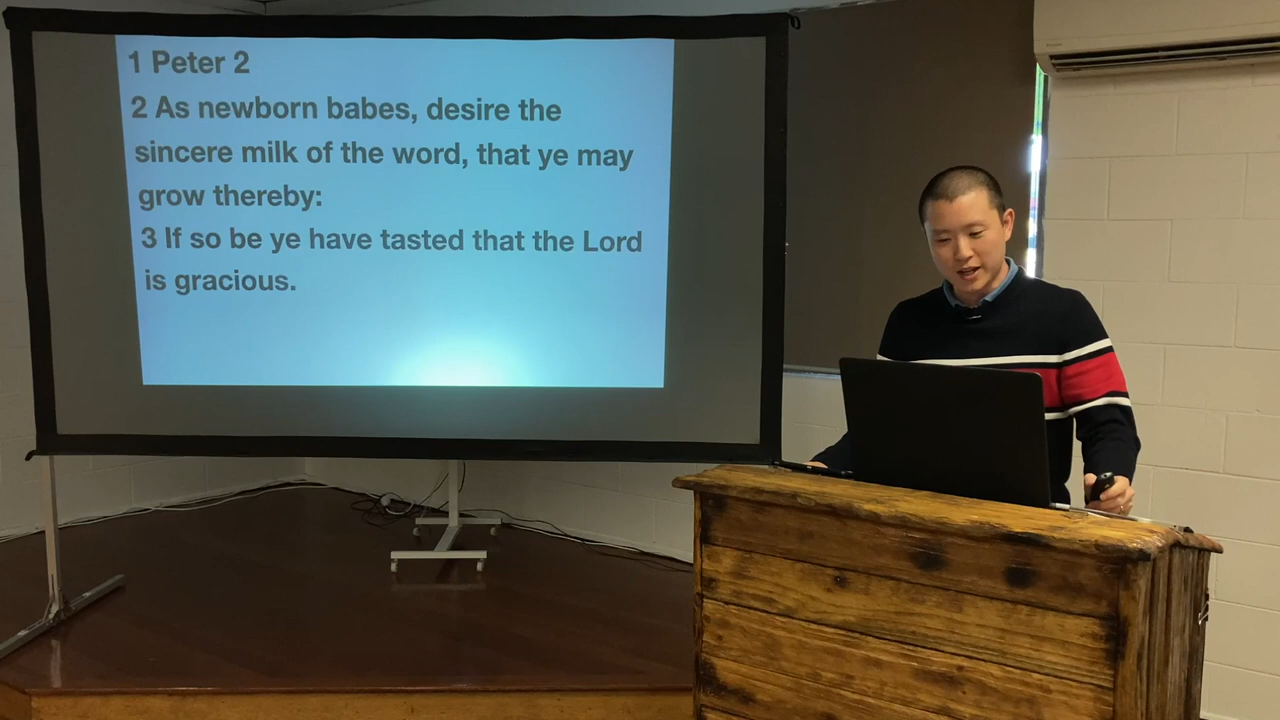 1 Peter 2
2 As newborn babes, desire the
sincere milk of the word, that ye may
grow thereby:
3 If so be ye have tasted that the Lord
is gracious.